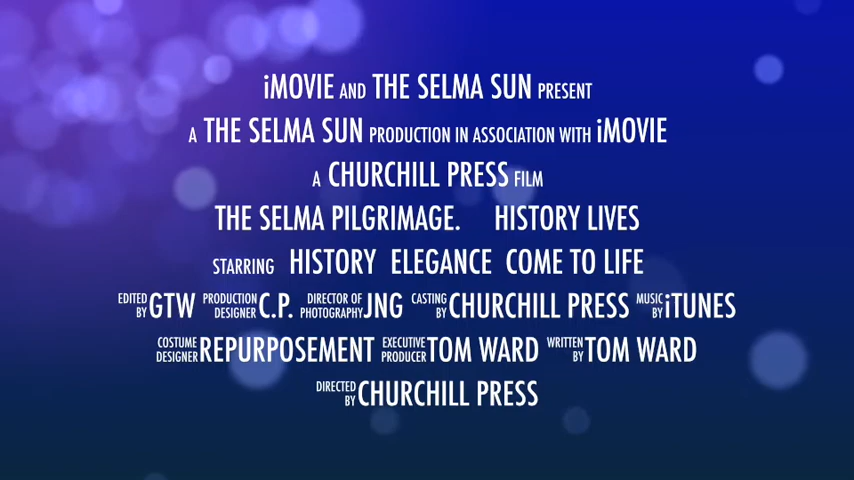 iMOVIE AND THE SELMA SUN PRESENT
A THE SELMA SUN PRODUCTION IN ASSOCIATION WITH iMOVIE
A CHURCHILL PRESS FILM
THE SELMA PILGRIMAGE. HISTORY LIVES
STARRING HISTORY ELEGANCE COME TO LIFE
EDITED BY GTW PRODUCTION DESIGNER C.P. DIRECTOR OF PHOTOGRAPHY JNG CASTING BY CHURCHILL PRESS MUSIC BY iTUNES
COSTUME DESIGNER REPURPOSEMENT EXECUTIVE PRODUCER TOM WARD WRITTEN BY TOM WARD
DIRECTED BY CHURCHILL PRESS